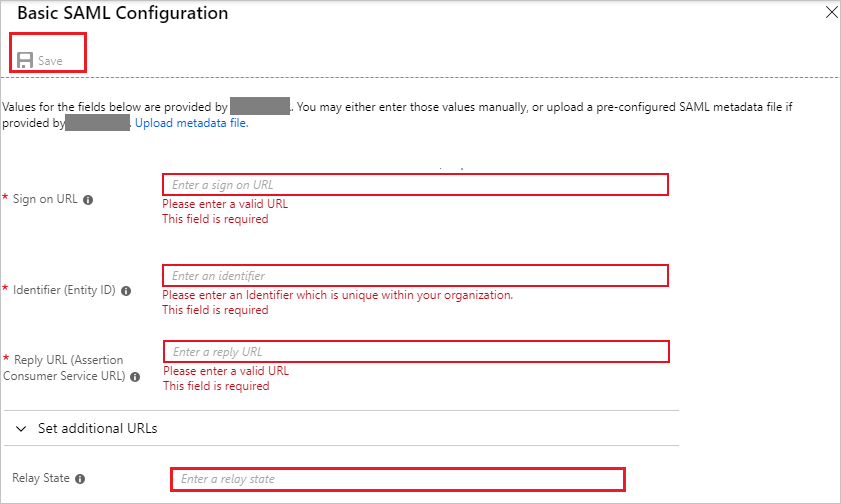 Basic SAML Configuration
Save
Values for the fields below are provided by . You may either enter those values manually, or upload a pre-configured SAML metadata file if
provided by . Upload metadata file.
Enter a sign on URL
* Sign on URL
Please enter a valid URL
This field is required
Enter an identifier
* Identifier (Entity ID)
Please enter an Identifier which is unique within your organization.
This field is required
Enter a reply URL
* Reply URL (Assertion
Consumer Service URL)
Please enter a valid URL
This field is required
Set additional URLs
Relay State
Enter a relay state